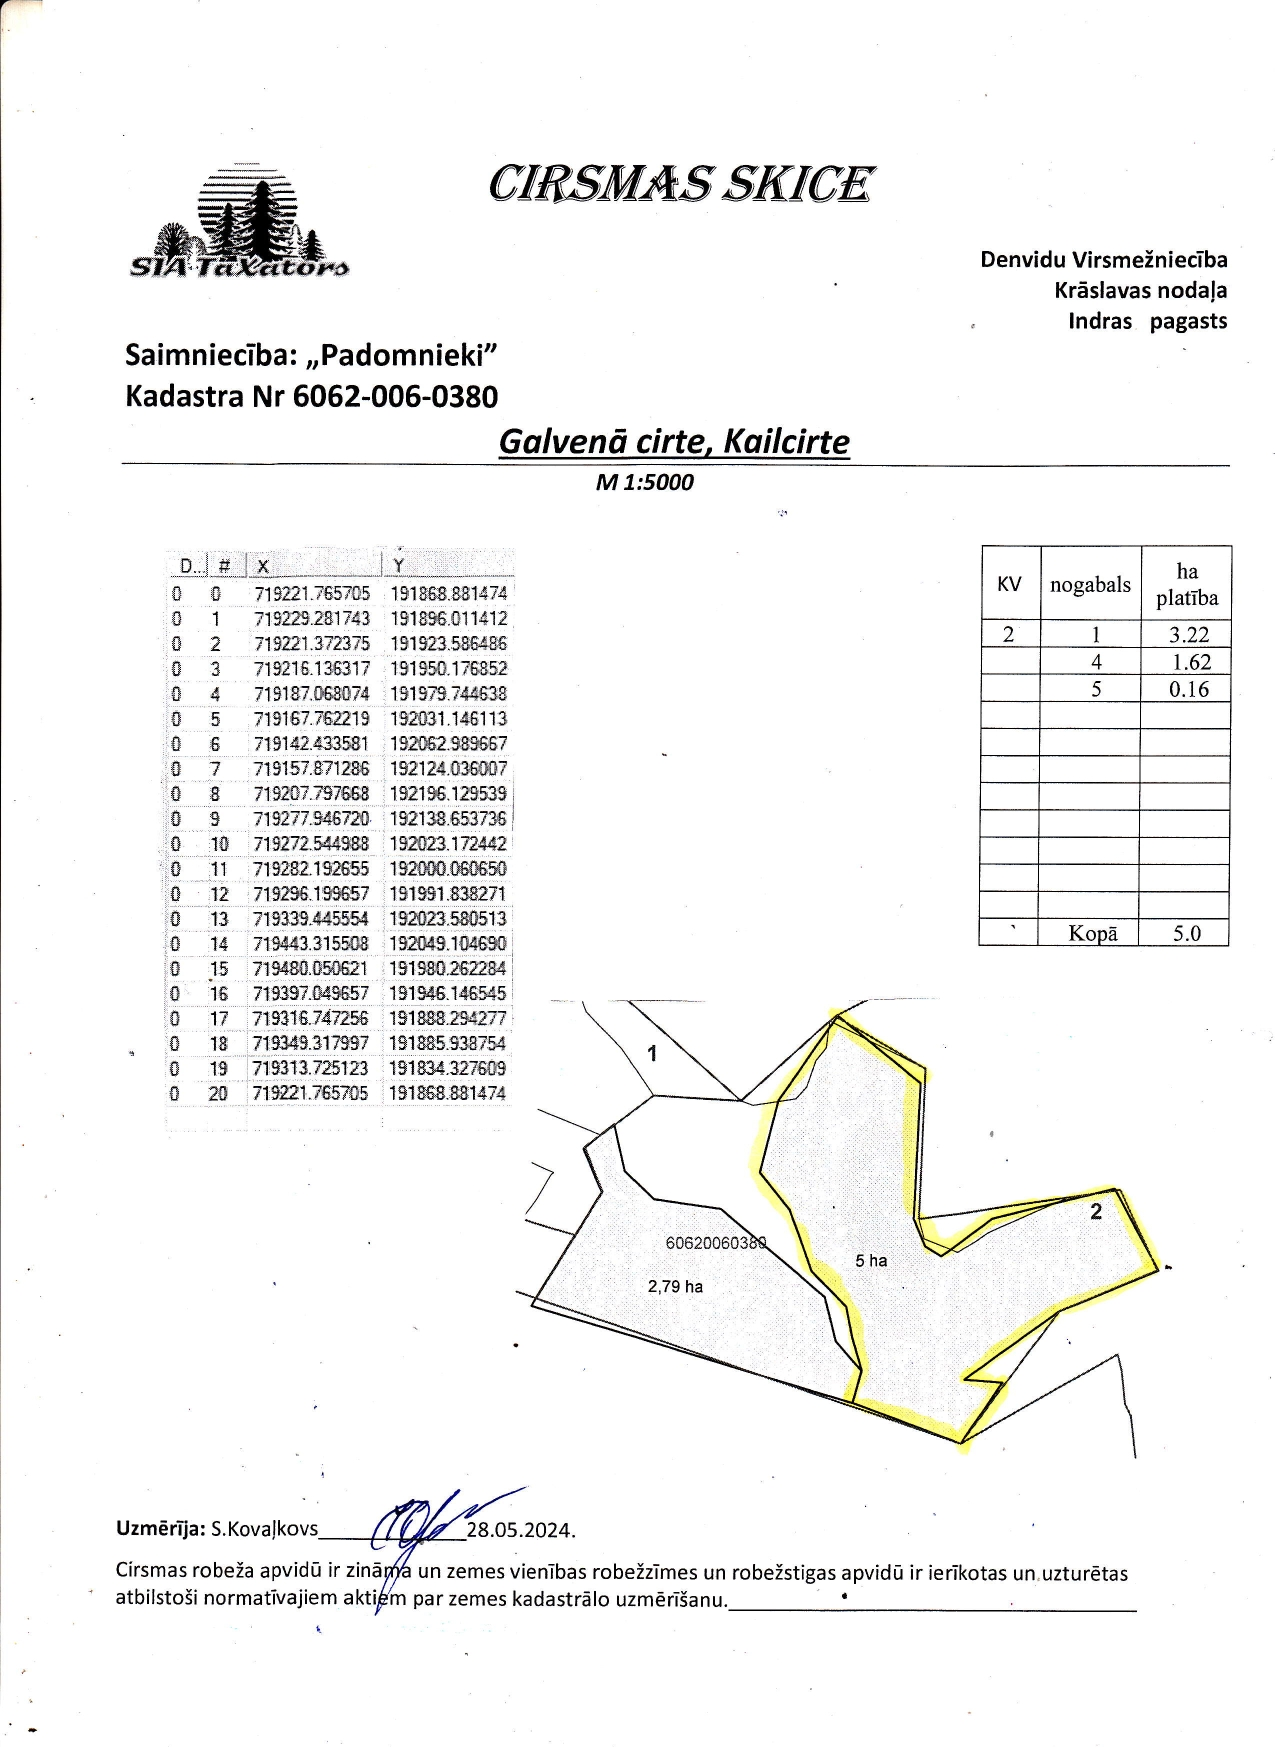 CIRSMAS SKICE
SIA TaXators
Denvidu Virsmežniecība
Krāslavas nodaļa
Indras pagasts
Saimniecība: „Padomnieki”
Kadastra Nr 6062-006-0380
Galvenā cirte, Kailcirte
M 1:5000
D... # X Y
0 0 719221.765705 191868.881474
0 1 719229.281743 191896.011412
0 2 719221.372375 191923.586486
0 3 719216.136317 191950.176852
0 4 719187.068074 191979.744638
0 5 719167.762219 192031.146113
0 6 719142.433581 192062.989667
0 7 719157.871286 192124.036007
0 8 719207.797668 192196.129539
0 9 719277.946720 192138.653736
0 10 719272.544988 192023.172442
0 11 719282.192655 192000.060650
0 12 719296.199657 191991.838271
0 13 719339.445554 192023.580513
0 14 719443.315508 192049.104690
0 15 719480.050621 191980.262284
0 16 719397.049657 191946.146545
0 17 719316.747256 191888.294277
0 18 719349.317997 191885.938754
0 19 719313.725123 191834.327609
0 20 719221.765705 191868.881474
KV nogabals ha platība
2 1 3.22
4 1.62
5 0.16
Kopā 5.0
1
2
60620060380
5 ha
2,79 ha
Uzmērīja: S.Kovaļkovs 28.05.2024.
Cirsmas robeža apvidū ir zināma un zemes vienības robežzīmes un robežstigas apvidū ir ierīkotas un uzturētas
atbilstoši normatīvajiem aktiem par zemes kadastrālo uzmērīšanu.